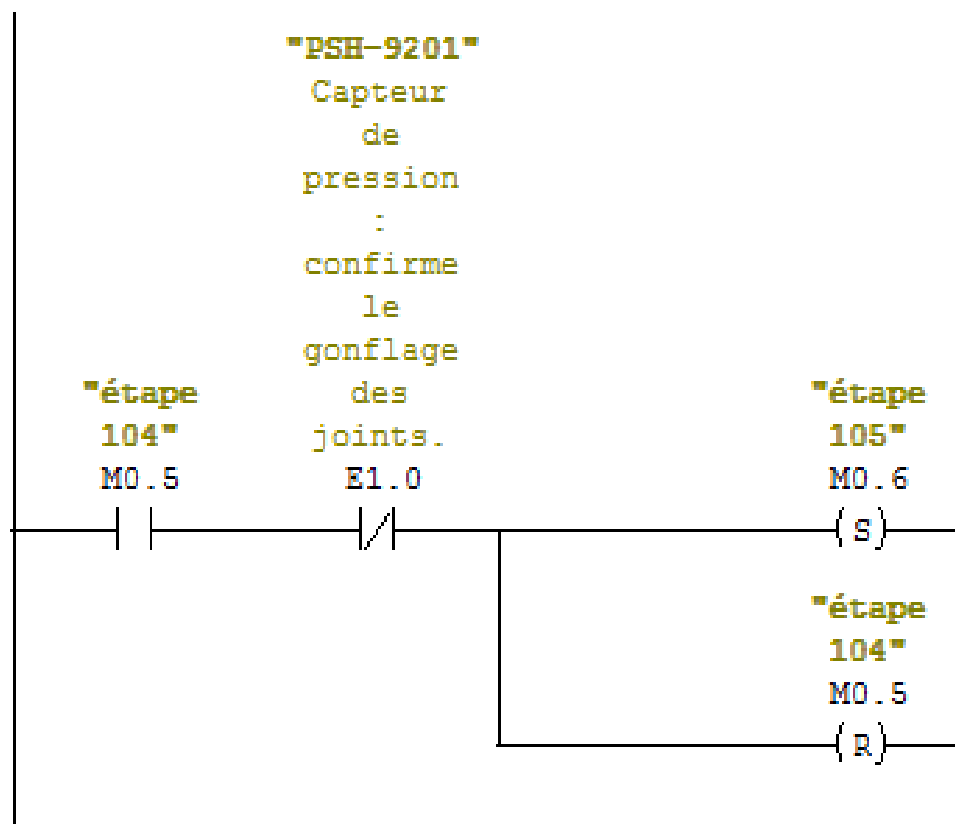 "PSH-9201"
Capteur
de
pression
:
confirme
le
gonflage
des
joints.
"étape
104"
M0.5
E1.0
"étape
105"
M0.6
S
"étape
104"
M0.5
R